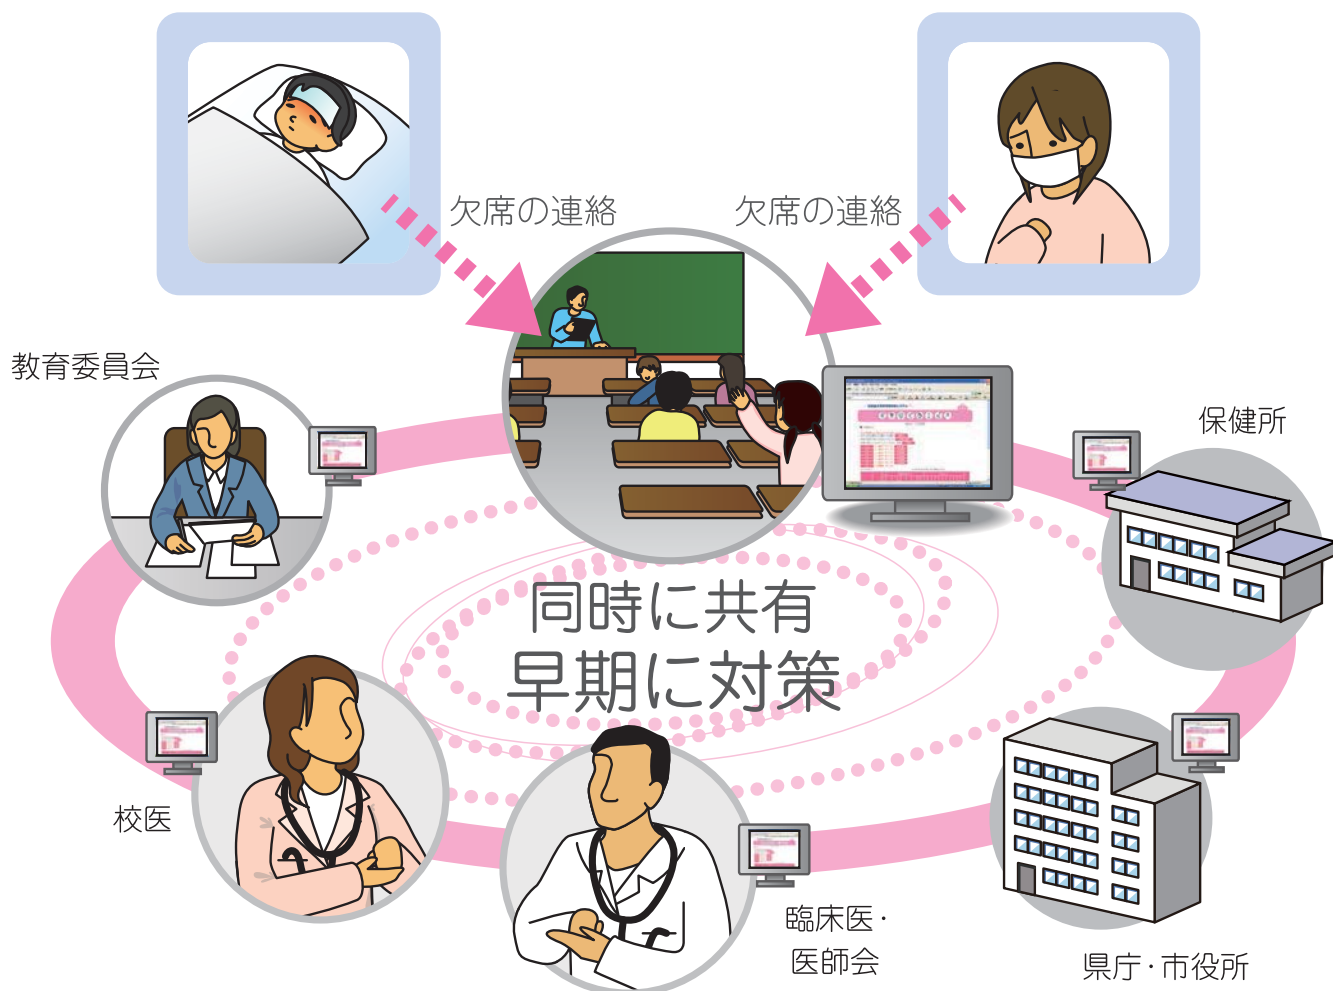 欠席の連絡
欠席の連絡
教育委員会
保健所
同時に共有
早期に対策
校医
臨床医・
医師会
県庁・市役所